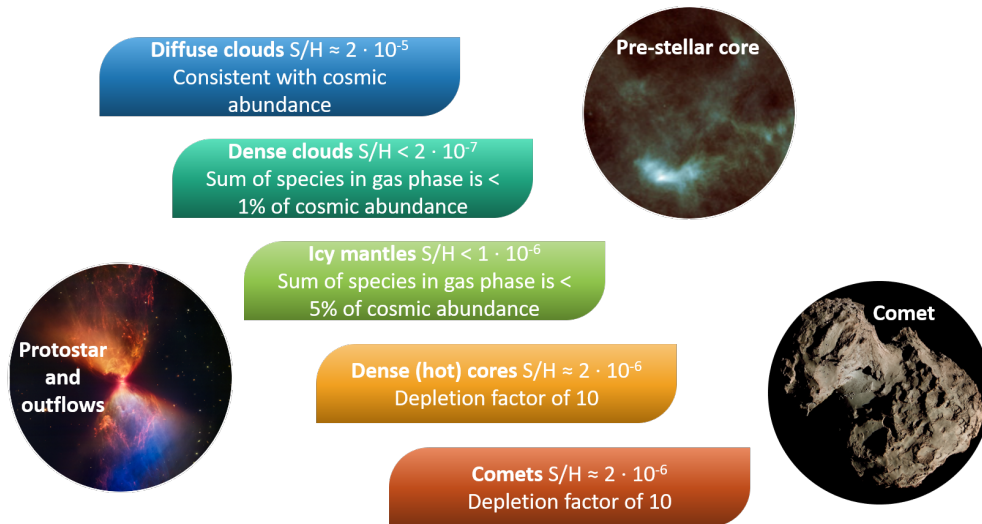 Diffuse clouds S/H ≈ 2 · 10⁻⁵
Consistent with cosmic
abundance
Pre-stellar core
Dense clouds S/H < 2 · 10⁻⁷
Sum of species in gas phase is <
1% of cosmic abundance
Icy mantles S/H < 1 · 10⁻⁶
Sum of species in gas phase is <
5% of cosmic abundance
Protostar
and
outflows
Comet
Dense (hot) cores S/H ≈ 2 · 10⁻⁶
Depletion factor of 10
Comets S/H ≈ 2 · 10⁻⁶
Depletion factor of 10